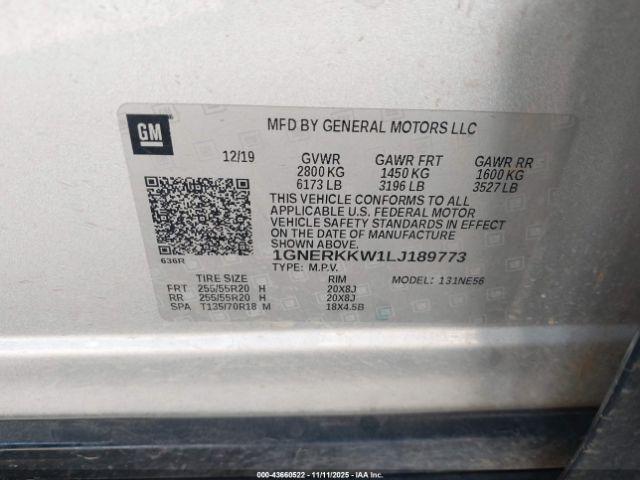 GM
MFD BY GENERAL MOTORS LLC
12/19 GVWR GAWR FRT GAWR RR
2800 KG 1450 KG 1600 KG
6173 LB 3196 LB 3527 LB
THIS VEHICLE CONFORMS TO ALL
APPLICABLE U.S. FEDERAL MOTOR
VEHICLE SAFETY STANDARDS IN EFFECT
ON THE DATE OF MANUFACTURE
SHOWN ABOVE.
636R
1GNERKKW1LJ189773
TYPE: M.P.V. MODEL: 131NE56
TIRE SIZE RIM
FRT 255/55R20 H 20X8J
RR 255/55R20 H 20X8J
SPA T135/70R18 M 18X4.5B
000-43660522 - 11/11/2025 - IAA Inc.